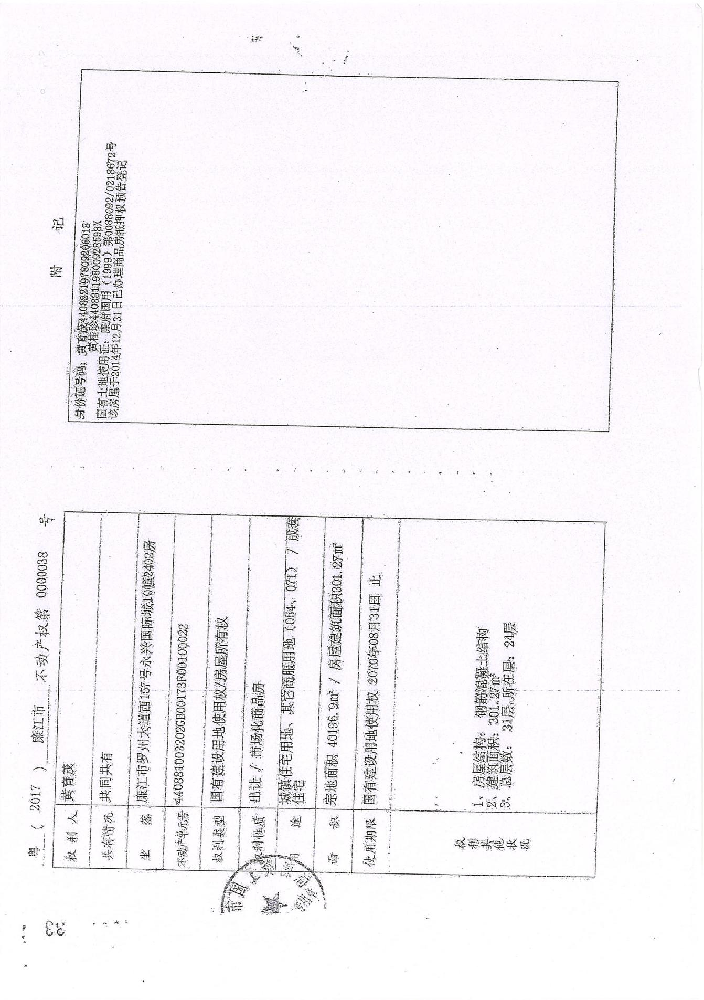 粤 ( 2017 ) 廉江市 不动产权第 0000038 号
权利人 黄育茂
共有情况 共同共有
坐落 廉江市罗州大道西157号永兴国际城10幢2402房
不动产单元号 440881003202GB00173F00100022
权利类型 国有建设用地使用权/房屋所有权
权利性质 出让 / 市场化商品房
用途 城镇住宅用地、其它商服用地（054、071） / 成套
住宅
面积 宗地面积 40196.9㎡ / 房屋建筑面积301.27㎡
使用期限 国有建设用地使用权 2070年08月31日 止
权利其他状况
1、房屋结构： 钢筋混凝土结构
2、建筑面积：301.27㎡
3、总层数： 31层,所在层：24层
市国土
33
附 记
身份证号码：黄育茂440822197809206018
黄桂珍44088119800928598X
国有土地使用证：廉府国用（1999）第0088092/0218672号
该房屋于2014年12月31日已办理商品房抵押权预告登记